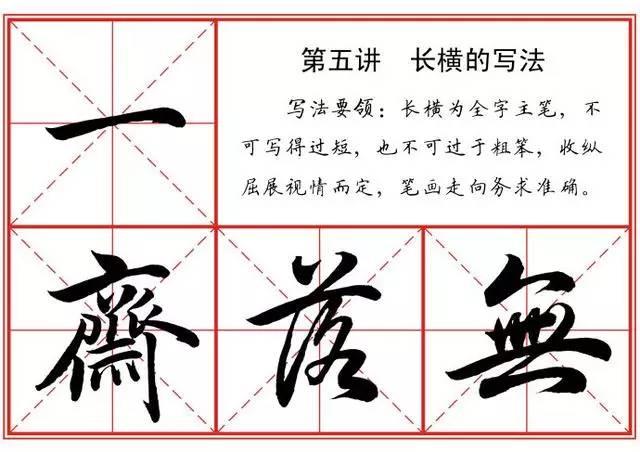 一
第五讲 长横的写法
写法要领：长横为全字主笔，不
可写得过短，也不可过于粗笨，收纵
屈展视情而定，笔画走向务求准确。
齋 落 無